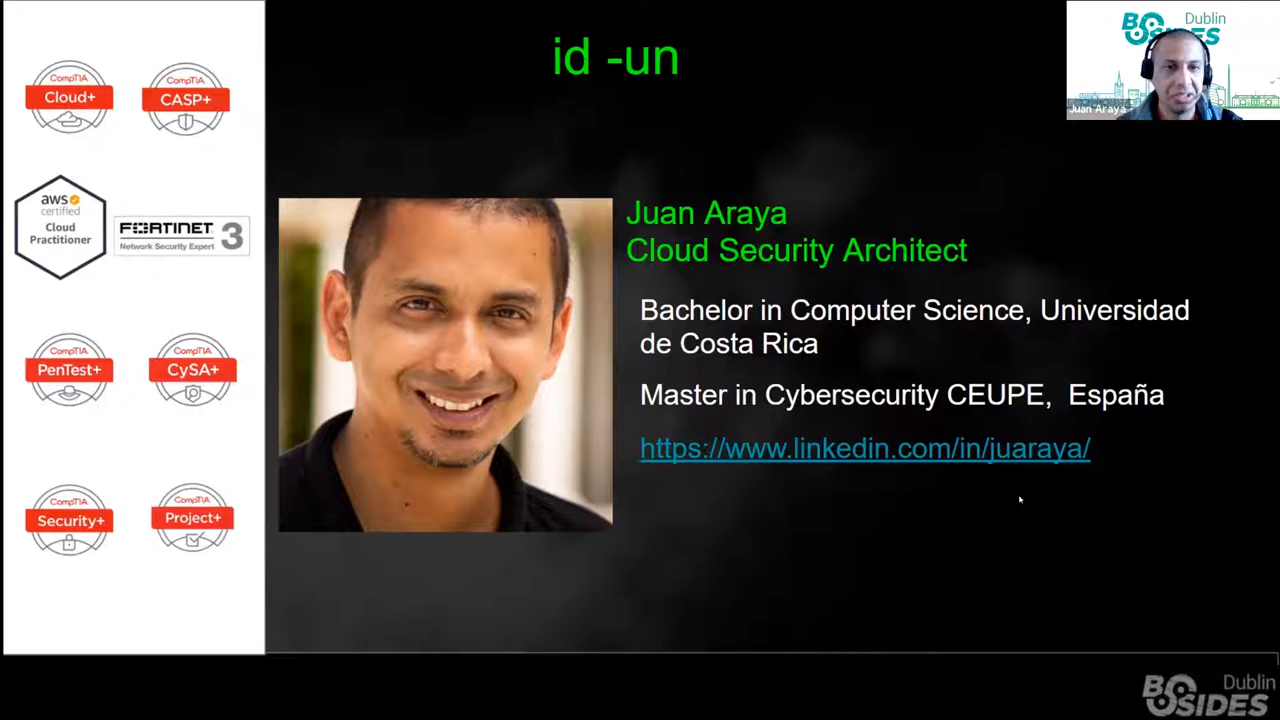 id -un
CompTIA
Cloud+
CompTIA
CASP+
aws
certified
Cloud
Practitioner
FORTINET
Network Security Expert
3
CompTIA
PenTest+
CompTIA
CySA+
CompTIA
Security+
CompTIA
Project+
Juan Araya
Cloud Security Architect
Bachelor in Computer Science, Universidad
de Costa Rica
Master in Cybersecurity CEUPE,  España
https://www.linkedin.com/in/juaraya/
BSIDES
Dublin
Juan Araya
BSIDES
Dublin